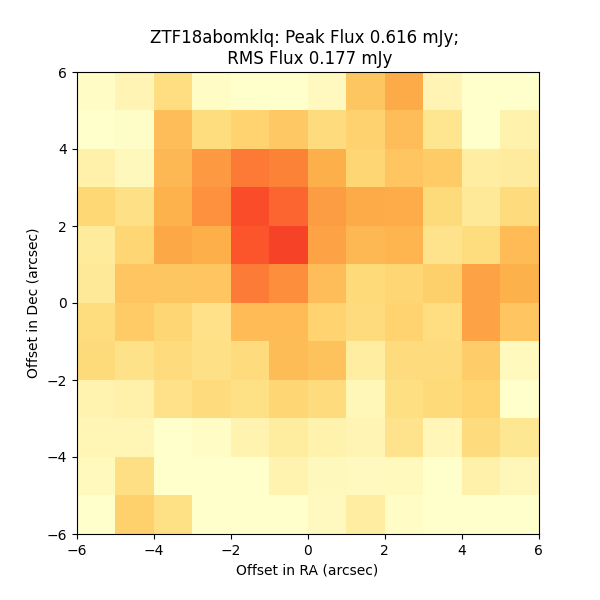 ZTF18abomklq: Peak Flux 0.616 mJy;
RMS Flux 0.177 mJy
6
4
2
0
−2
−4
−6
Offset in Dec (arcsec)
−6 −4 −2 0 2 4 6
Offset in RA (arcsec)